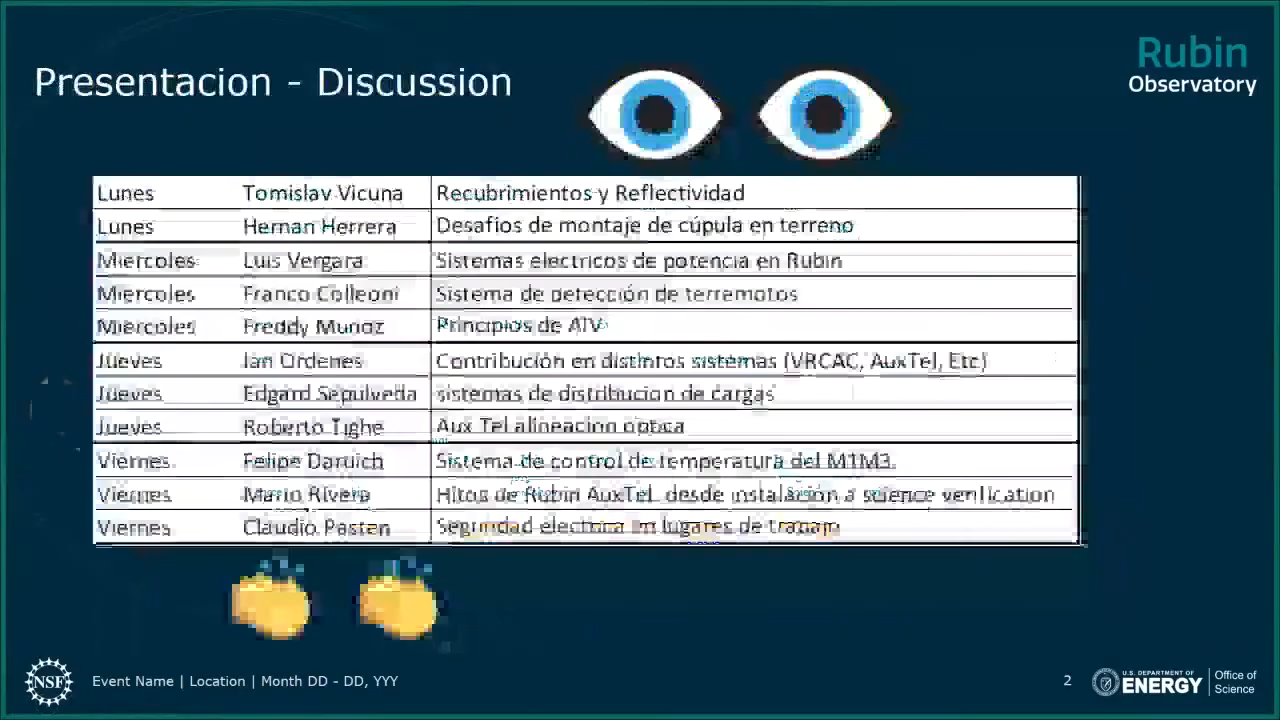 Presentacion - Discussion
Rubin
Observatory
Lunes Tomislav Vicuna Recubrimientos y Reflectividad
Lunes Hernan Herrera Desafios de montaje de cúpula en terreno
Miercoles Luis Vergara Sistemas electricos de potencia en Rubin
Miercoles Franco Colleoni Sistema de detección de terremotos
Miercoles Freddy Munoz Principios de
Jueves Ian Ordenes Contribución en distintos sistemas (VRCAC, AuxTel, Etc)
Jueves Edgard Sepulveda sistemas de distribucion de cargas
Jueves Roberto Tighe Aux Tel alineacion optica
Viernes Felipe Daruich Sistema de control de temperatura del M1M3.
Viernes Mario Rivera Hitos de Rubin AuxTel desde instalacion a science verification
Viernes Claudio Pasten Seguridad electrica en lugares de trabajo
NSF
Event Name | Location | Month DD - DD, YYY
2
U.S. DEPARTMENT OF
ENERGY
Office of
Science